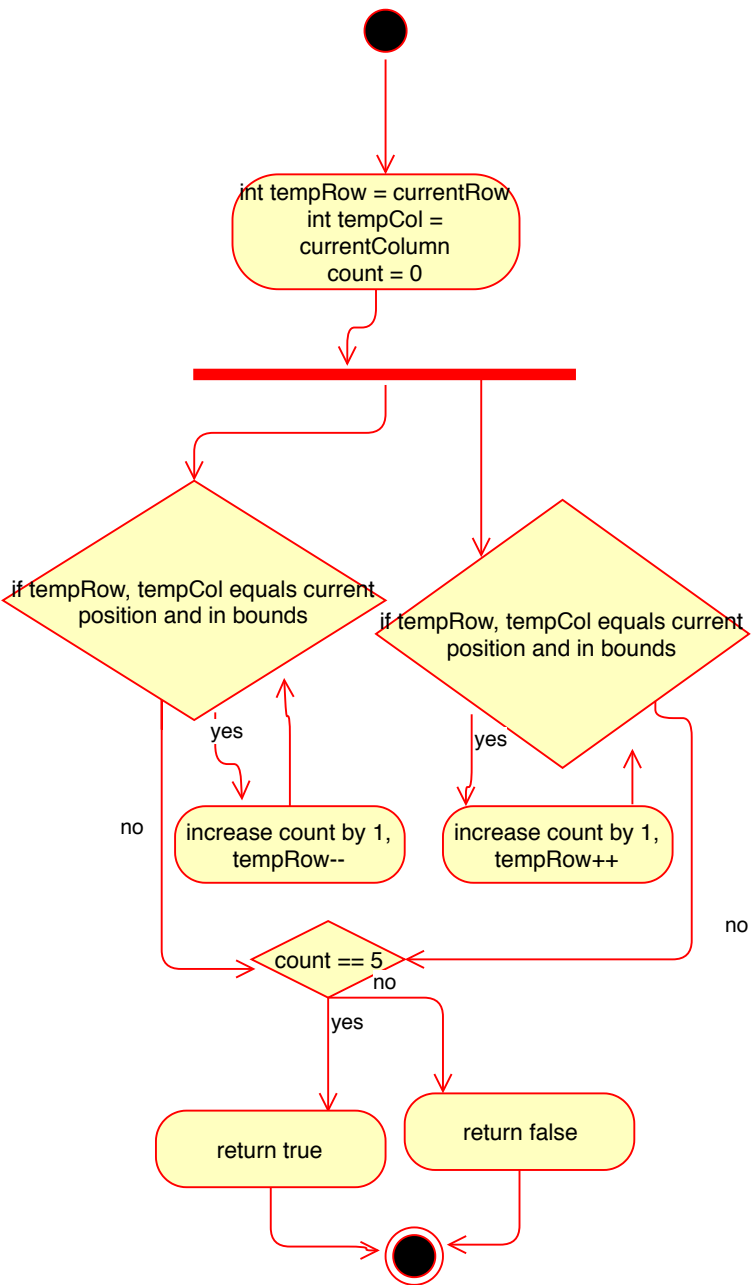 int tempRow = currentRow
int tempCol =
currentColumn
count = 0
if tempRow, tempCol equals current
position and in bounds
if tempRow, tempCol equals current
position and in bounds
yes
yes
no
increase count by 1,
tempRow--
increase count by 1,
tempRow++
no
count == 5
no
yes
return true
return false